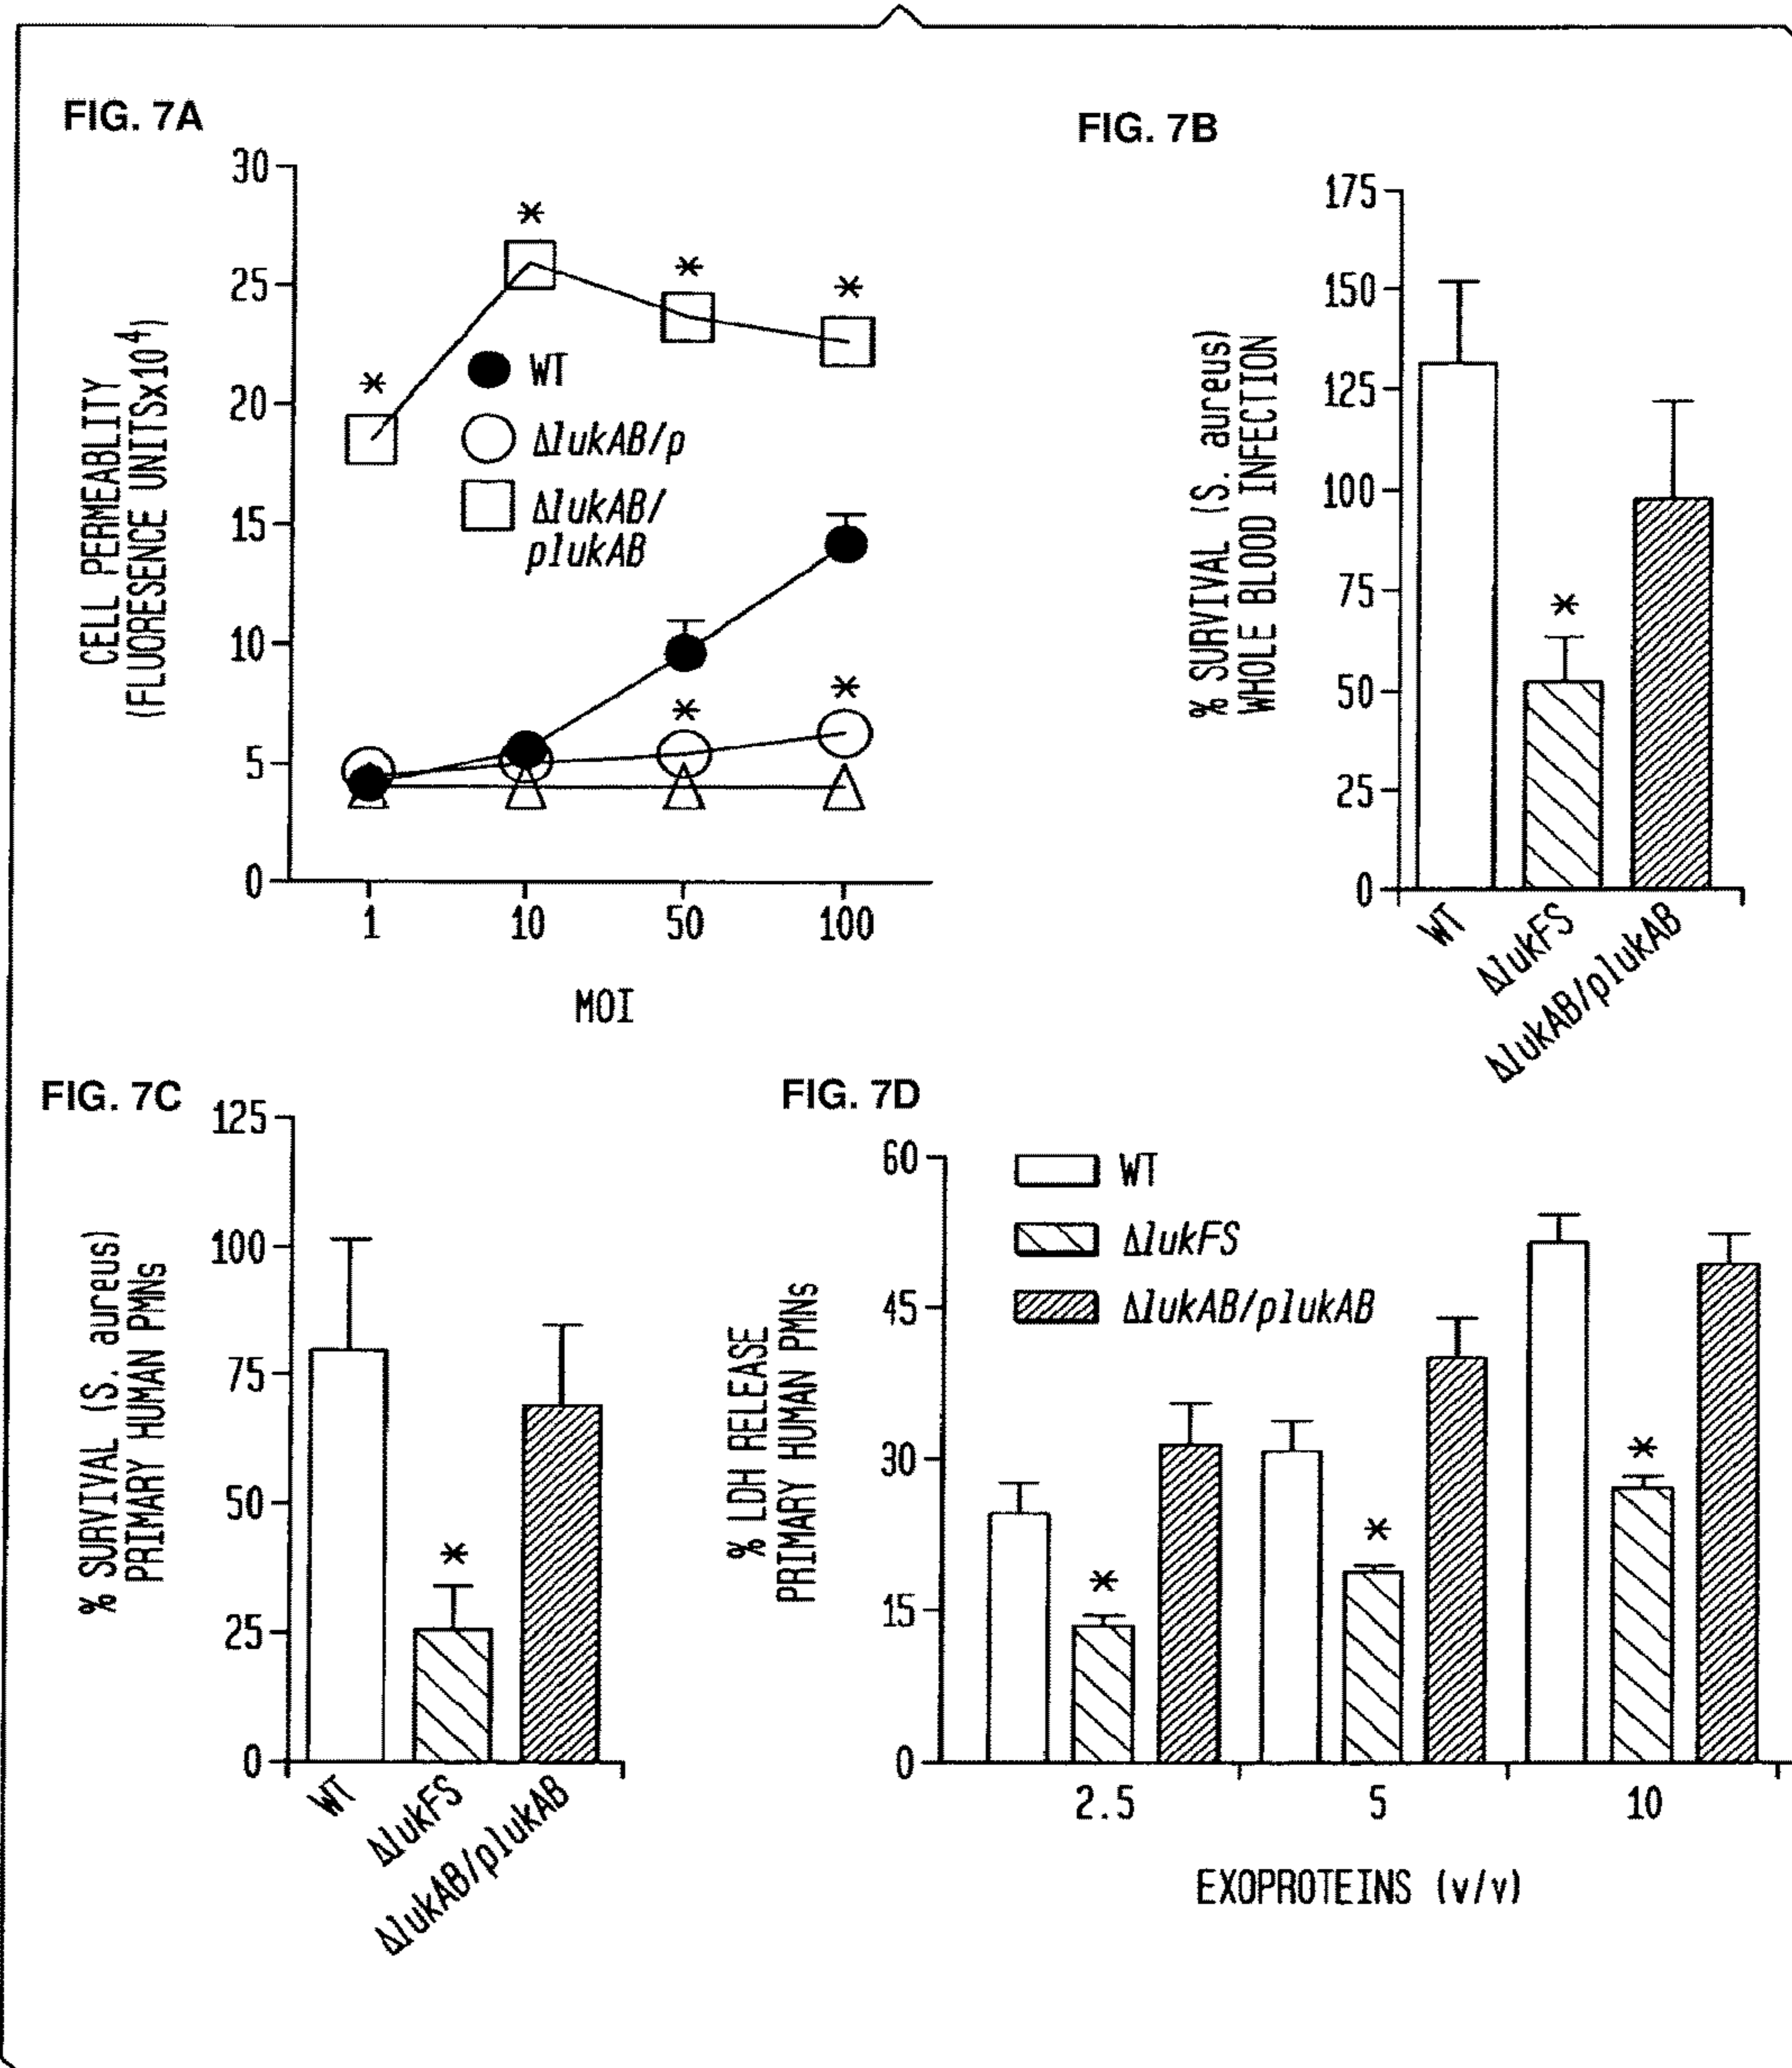 FIG. 7A
30
25
20
15
10
5
0
CELL PERMEABLITY
(FLUORESENCE UNITSx10⁴)
*
*
*
*
WT
ΔlukAB/p
ΔlukAB/
plukAB
*
*
1 10 50 100
MOI
FIG. 7B
175
150
125
100
75
50
25
0
% SURVIVAL (S. aureus)
WHOLE BLOOD INFECTION
*
WT
ΔlukFS
ΔlukAB/plukAB
FIG. 7C
125
100
75
50
25
0
% SURVIVAL (S. aureus)
PRIMARY HUMAN PMNs
*
WT
ΔlukFS
ΔlukAB/plukAB
FIG. 7D
60
45
30
15
0
% LDH RELEASE
PRIMARY HUMAN PMNs
WT
ΔlukFS
ΔlukAB/plukAB
*
*
*
2.5 5 10
EXOPROTEINS (v/v)